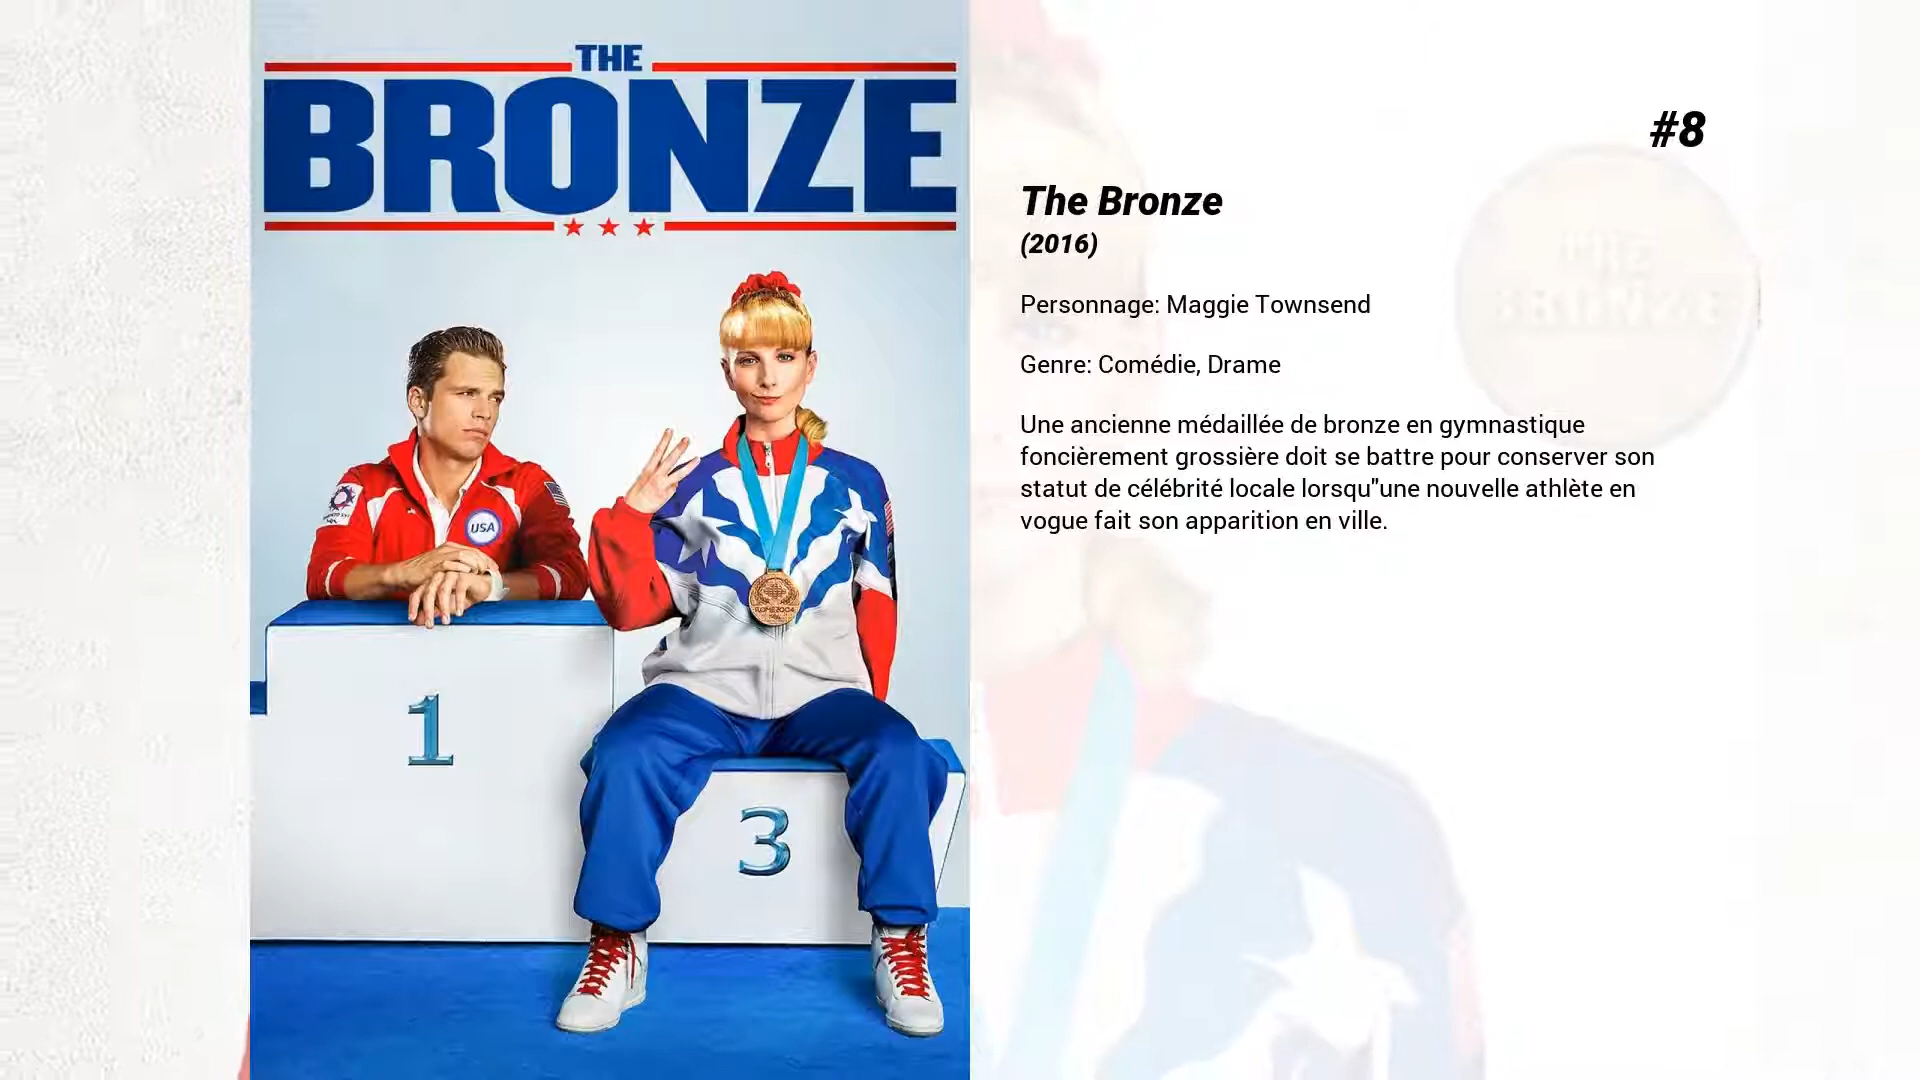 THE
BRONZE
#8
The Bronze
(2016)
Personnage: Maggie Townsend
Genre: Comédie, Drame
Une ancienne médaillée de bronze en gymnastique
foncièrement grossière doit se battre pour conserver son
statut de célébrité locale lorsqu"une nouvelle athlète en
vogue fait son apparition en ville.
USA
1
3
THE
BRONZE